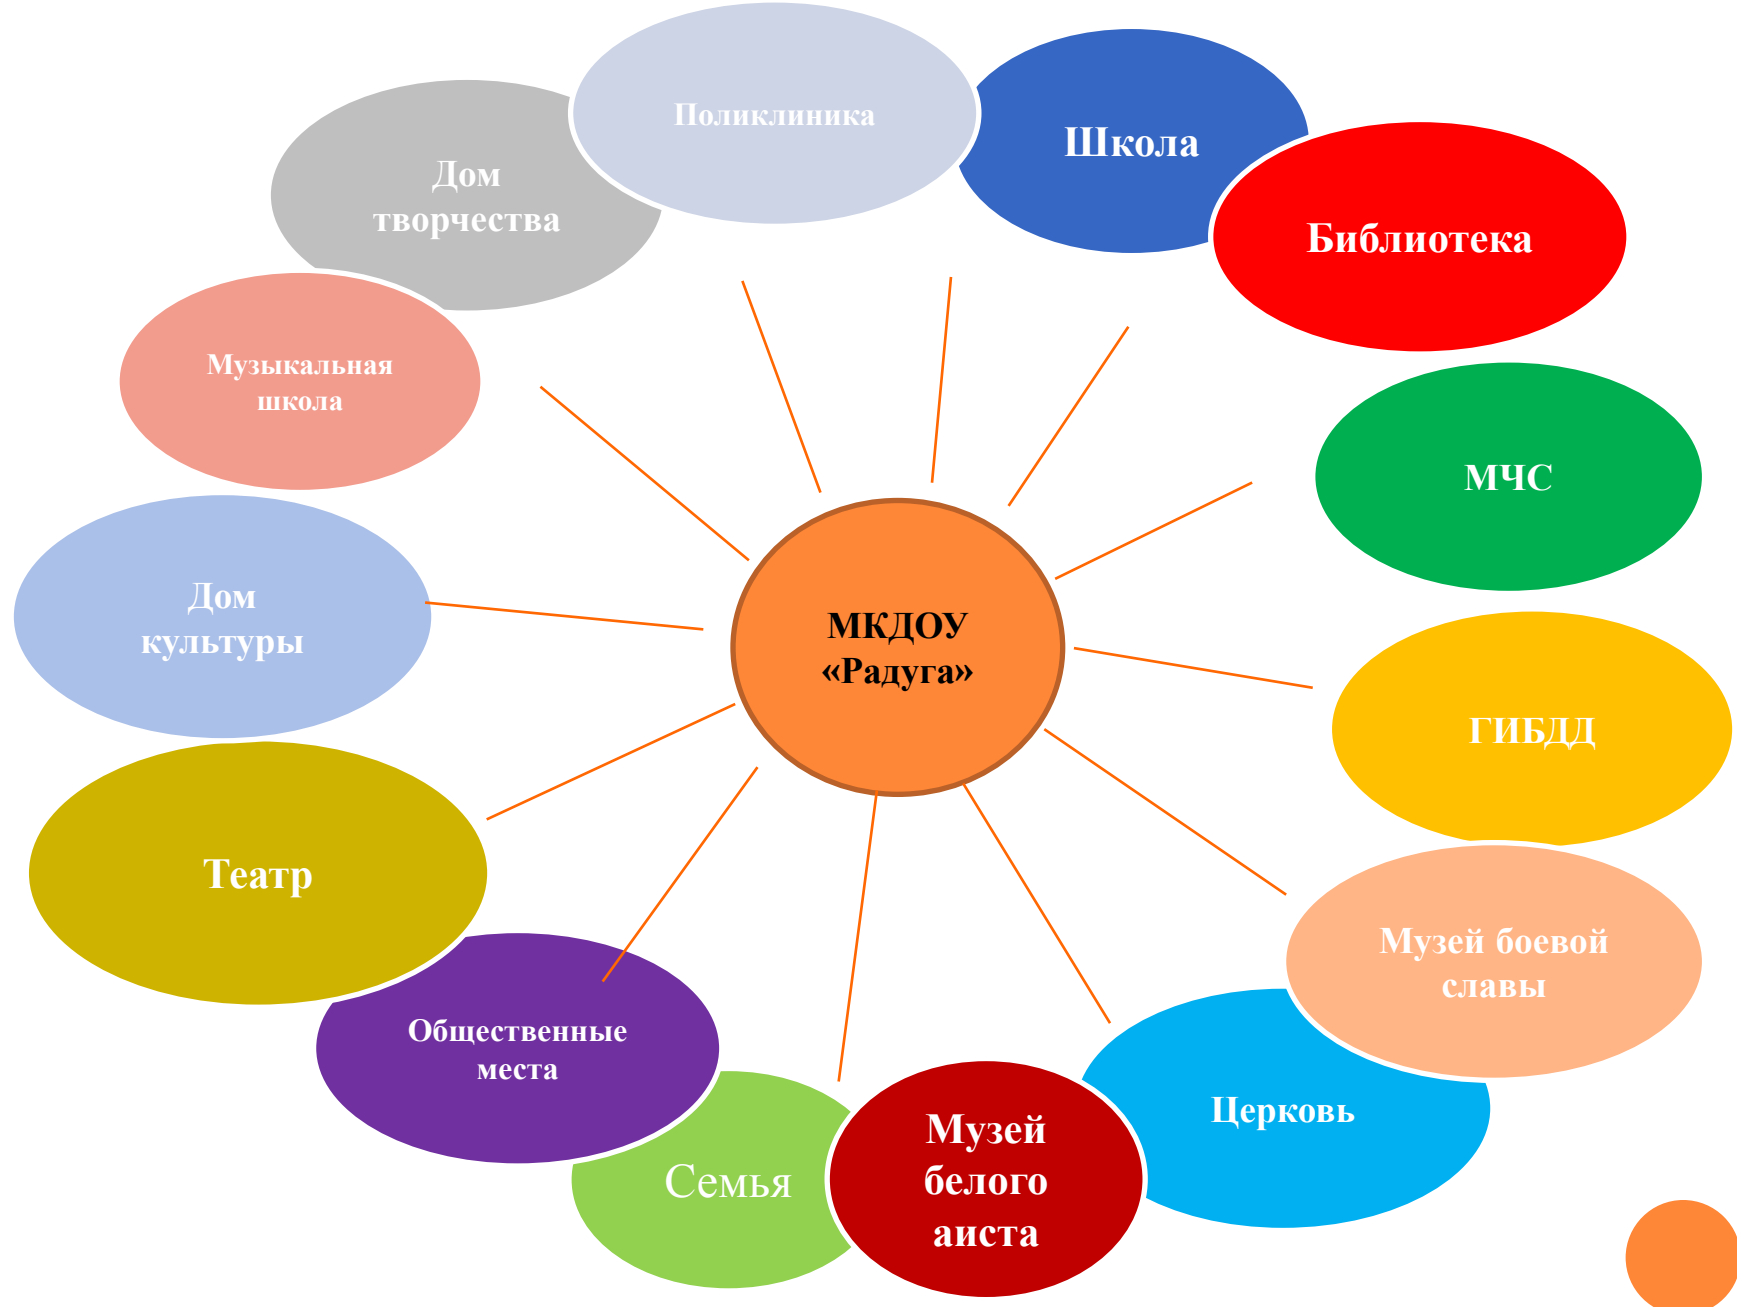 Поликлиника
Школа
Дом
творчества
Библиотека
Музыкальная
школа
МЧС
Дом
культуры
МКДОУ
«Радуга»
ГИБДД
Театр
Музей боевой
славы
Общественные
места
Церковь
Семья
Музей
белого
аиста